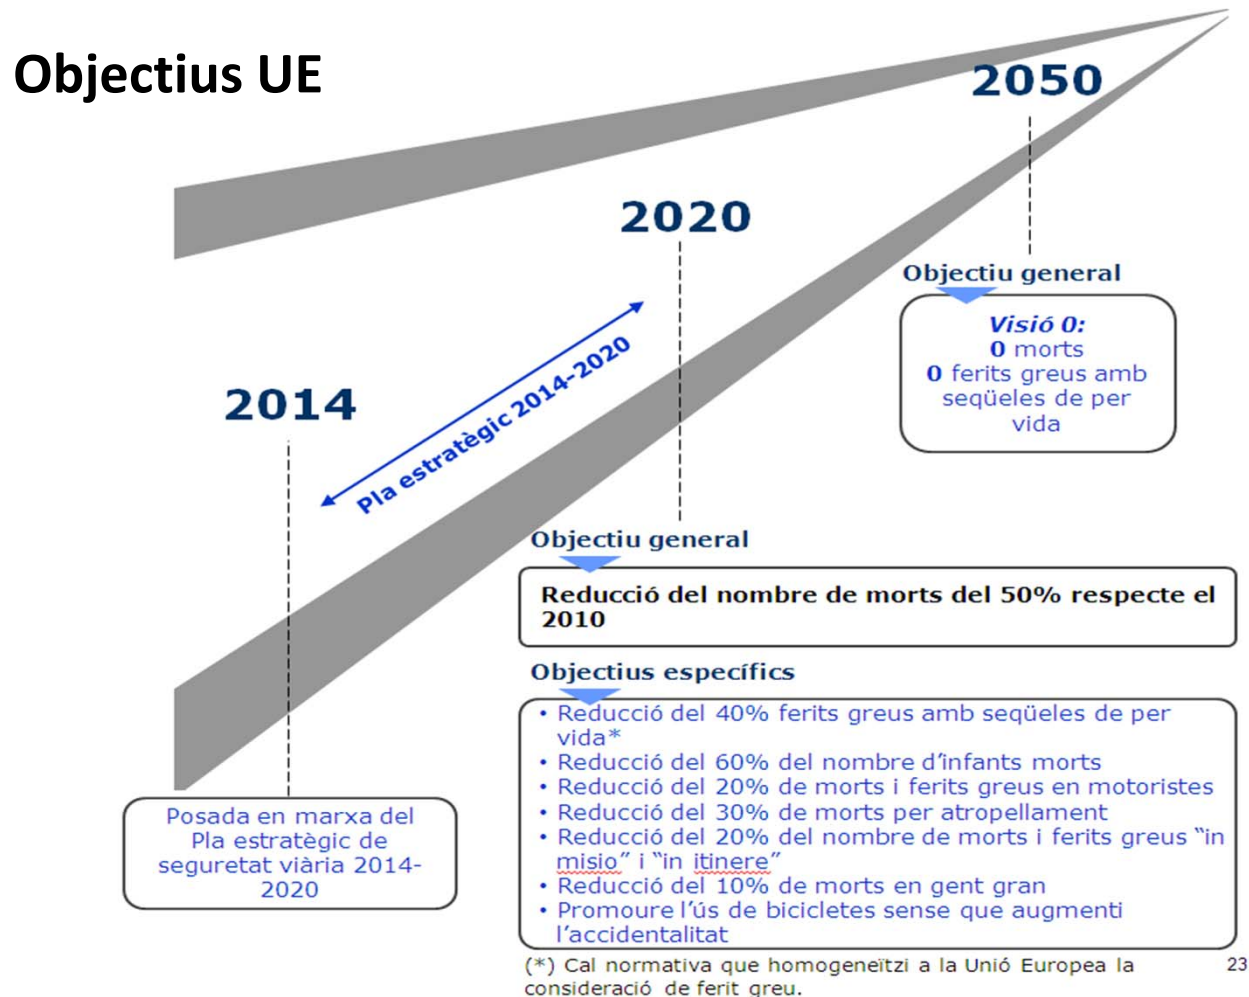 Objectius UE
2050
2020
2014
Pla estratègic 2014-2020
Objectiu general
Visió 0:
0 morts
0 ferits greus amb
seqüeles de per
vida
Objectiu general
Reducció del nombre de morts del 50% respecte el
2010
Objectius específics
• Reducció del 40% ferits greus amb seqüeles de per
vida*
• Reducció del 60% del nombre d’infants morts
• Reducció del 20% de morts i ferits greus en motoristes
• Reducció del 30% de morts per atropellament
• Reducció del 20% del nombre de morts i ferits greus “in
misio” i “in itinere”
• Reducció del 10% de morts en gent gran
• Promoure l’ús de bicicletes sense que augmenti
l’accidentalitat
Posada en marxa del
Pla estratègic de
seguretat viària 2014-
2020
(*) Cal normativa que homogeneïtzi a la Unió Europea la
consideració de ferit greu.
23